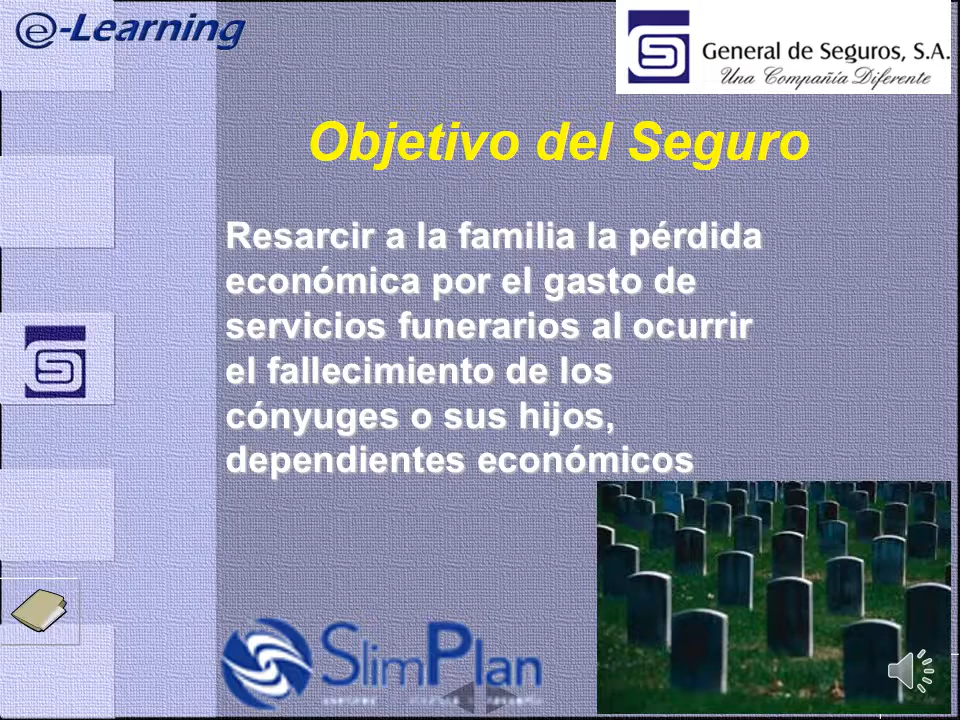 e-Learning
General de Seguros, S.A.
Una Compañía Diferente
Objetivo del Seguro
Resarcir a la familia la pérdida
económica por el gasto de
servicios funerarios al ocurrir
el fallecimiento de los
cónyuges o sus hijos,
dependientes económicos
SlimPlan